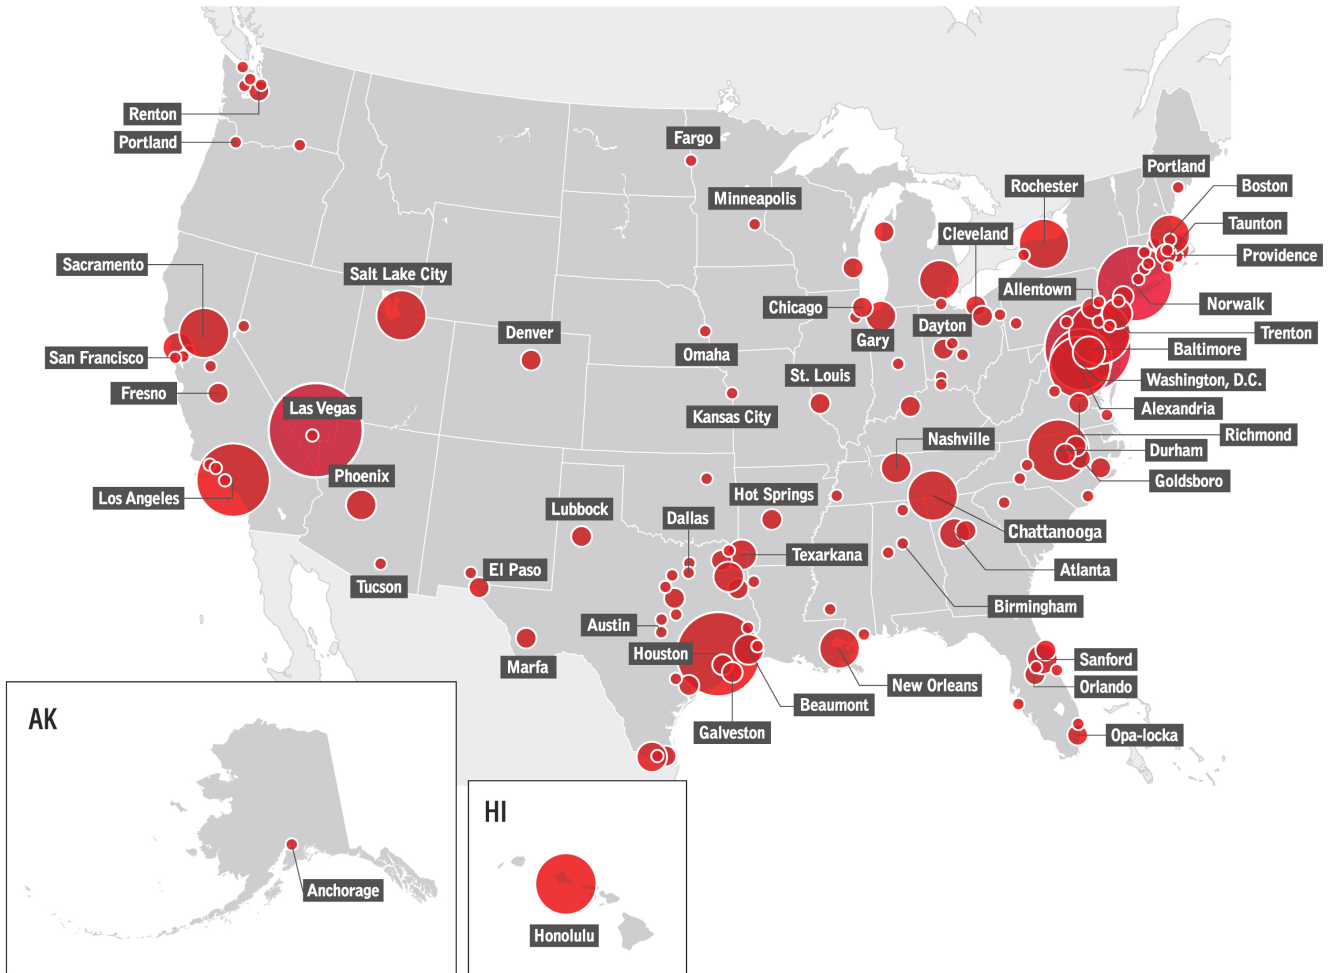 Renton
Portland
Fargo
Minneapolis
Portland
Rochester
Boston
Cleveland
Taunton
Sacramento
Salt Lake City
Providence
Allentown
Norwalk
Chicago
Gary
Dayton
Trenton
San Francisco
Denver
Omaha
Baltimore
St. Louis
Washington, D.C.
Fresno
Las Vegas
Kansas City
Alexandria
Nashville
Richmond
Durham
Phoenix
Los Angeles
Goldsboro
Hot Springs
Lubbock
Dallas
Chattanooga
Texarkana
Tucson
El Paso
Atlanta
Birmingham
Austin
Houston
Marfa
Sanford
New Orleans
Orlando
Beaumont
Galveston
Opa-locka
AK
HI
Anchorage
Honolulu